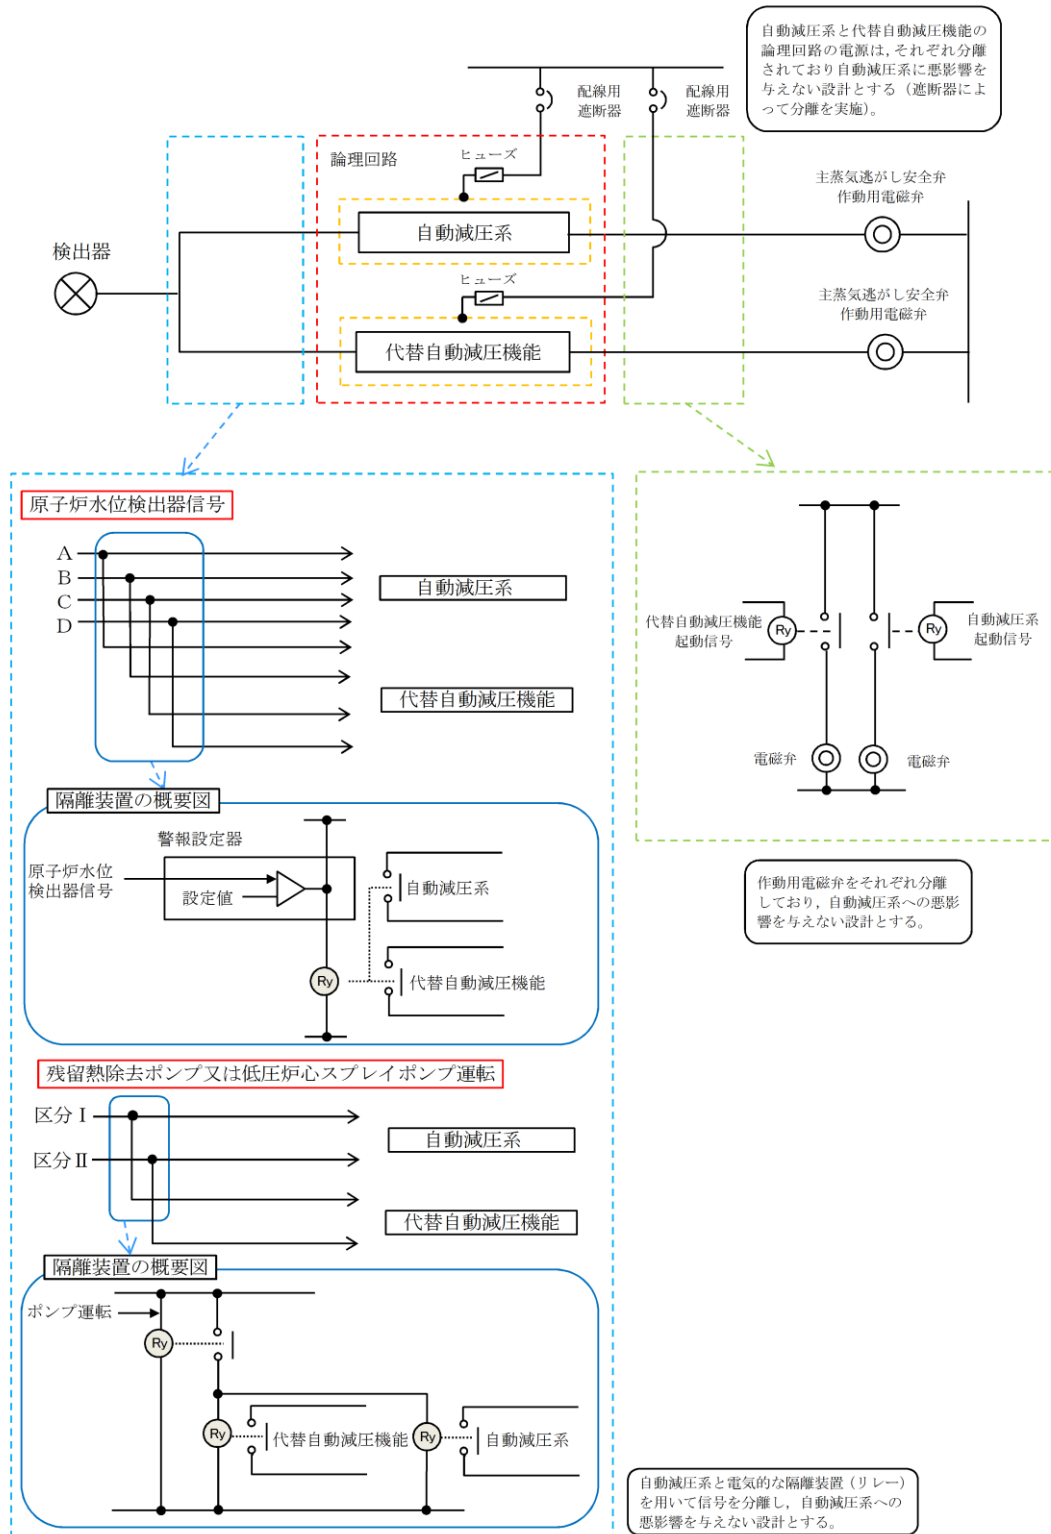 自動減圧系と代替自動減圧機能の
論理回路の電源は，それぞれ分離
されており自動減圧系に悪影響を
与えない設計とする（遮断器によ
って分離を実施）。
配線用
遮断器
配線用
遮断器
論理回路
ヒューズ
自動減圧系
主蒸気逃がし安全弁
作動用電磁弁
検出器
ヒューズ
代替自動減圧機能
主蒸気逃がし安全弁
作動用電磁弁
原子炉水位検出器信号
A
B
C
D
自動減圧系
代替自動減圧機能
代替自動減圧機能
起動信号
Ry
Ry
自動減圧系
起動信号
電磁弁
電磁弁
隔離装置の概要図
警報設定器
原子炉水位
検出器信号
設定値
自動減圧系
Ry
代替自動減圧機能
作動用電磁弁をそれぞれ分離
しており，自動減圧系への悪影
響を与えない設計とする。
残留熱除去ポンプ又は低圧炉心スプレイポンプ運転
区分Ⅰ
区分Ⅱ
自動減圧系
代替自動減圧機能
隔離装置の概要図
ポンプ運転
Ry
Ry
代替自動減圧機能
Ry
自動減圧系
自動減圧系と電気的な隔離装置（リレー）
を用いて信号を分離し，自動減圧系への
悪影響を与えない設計とする。